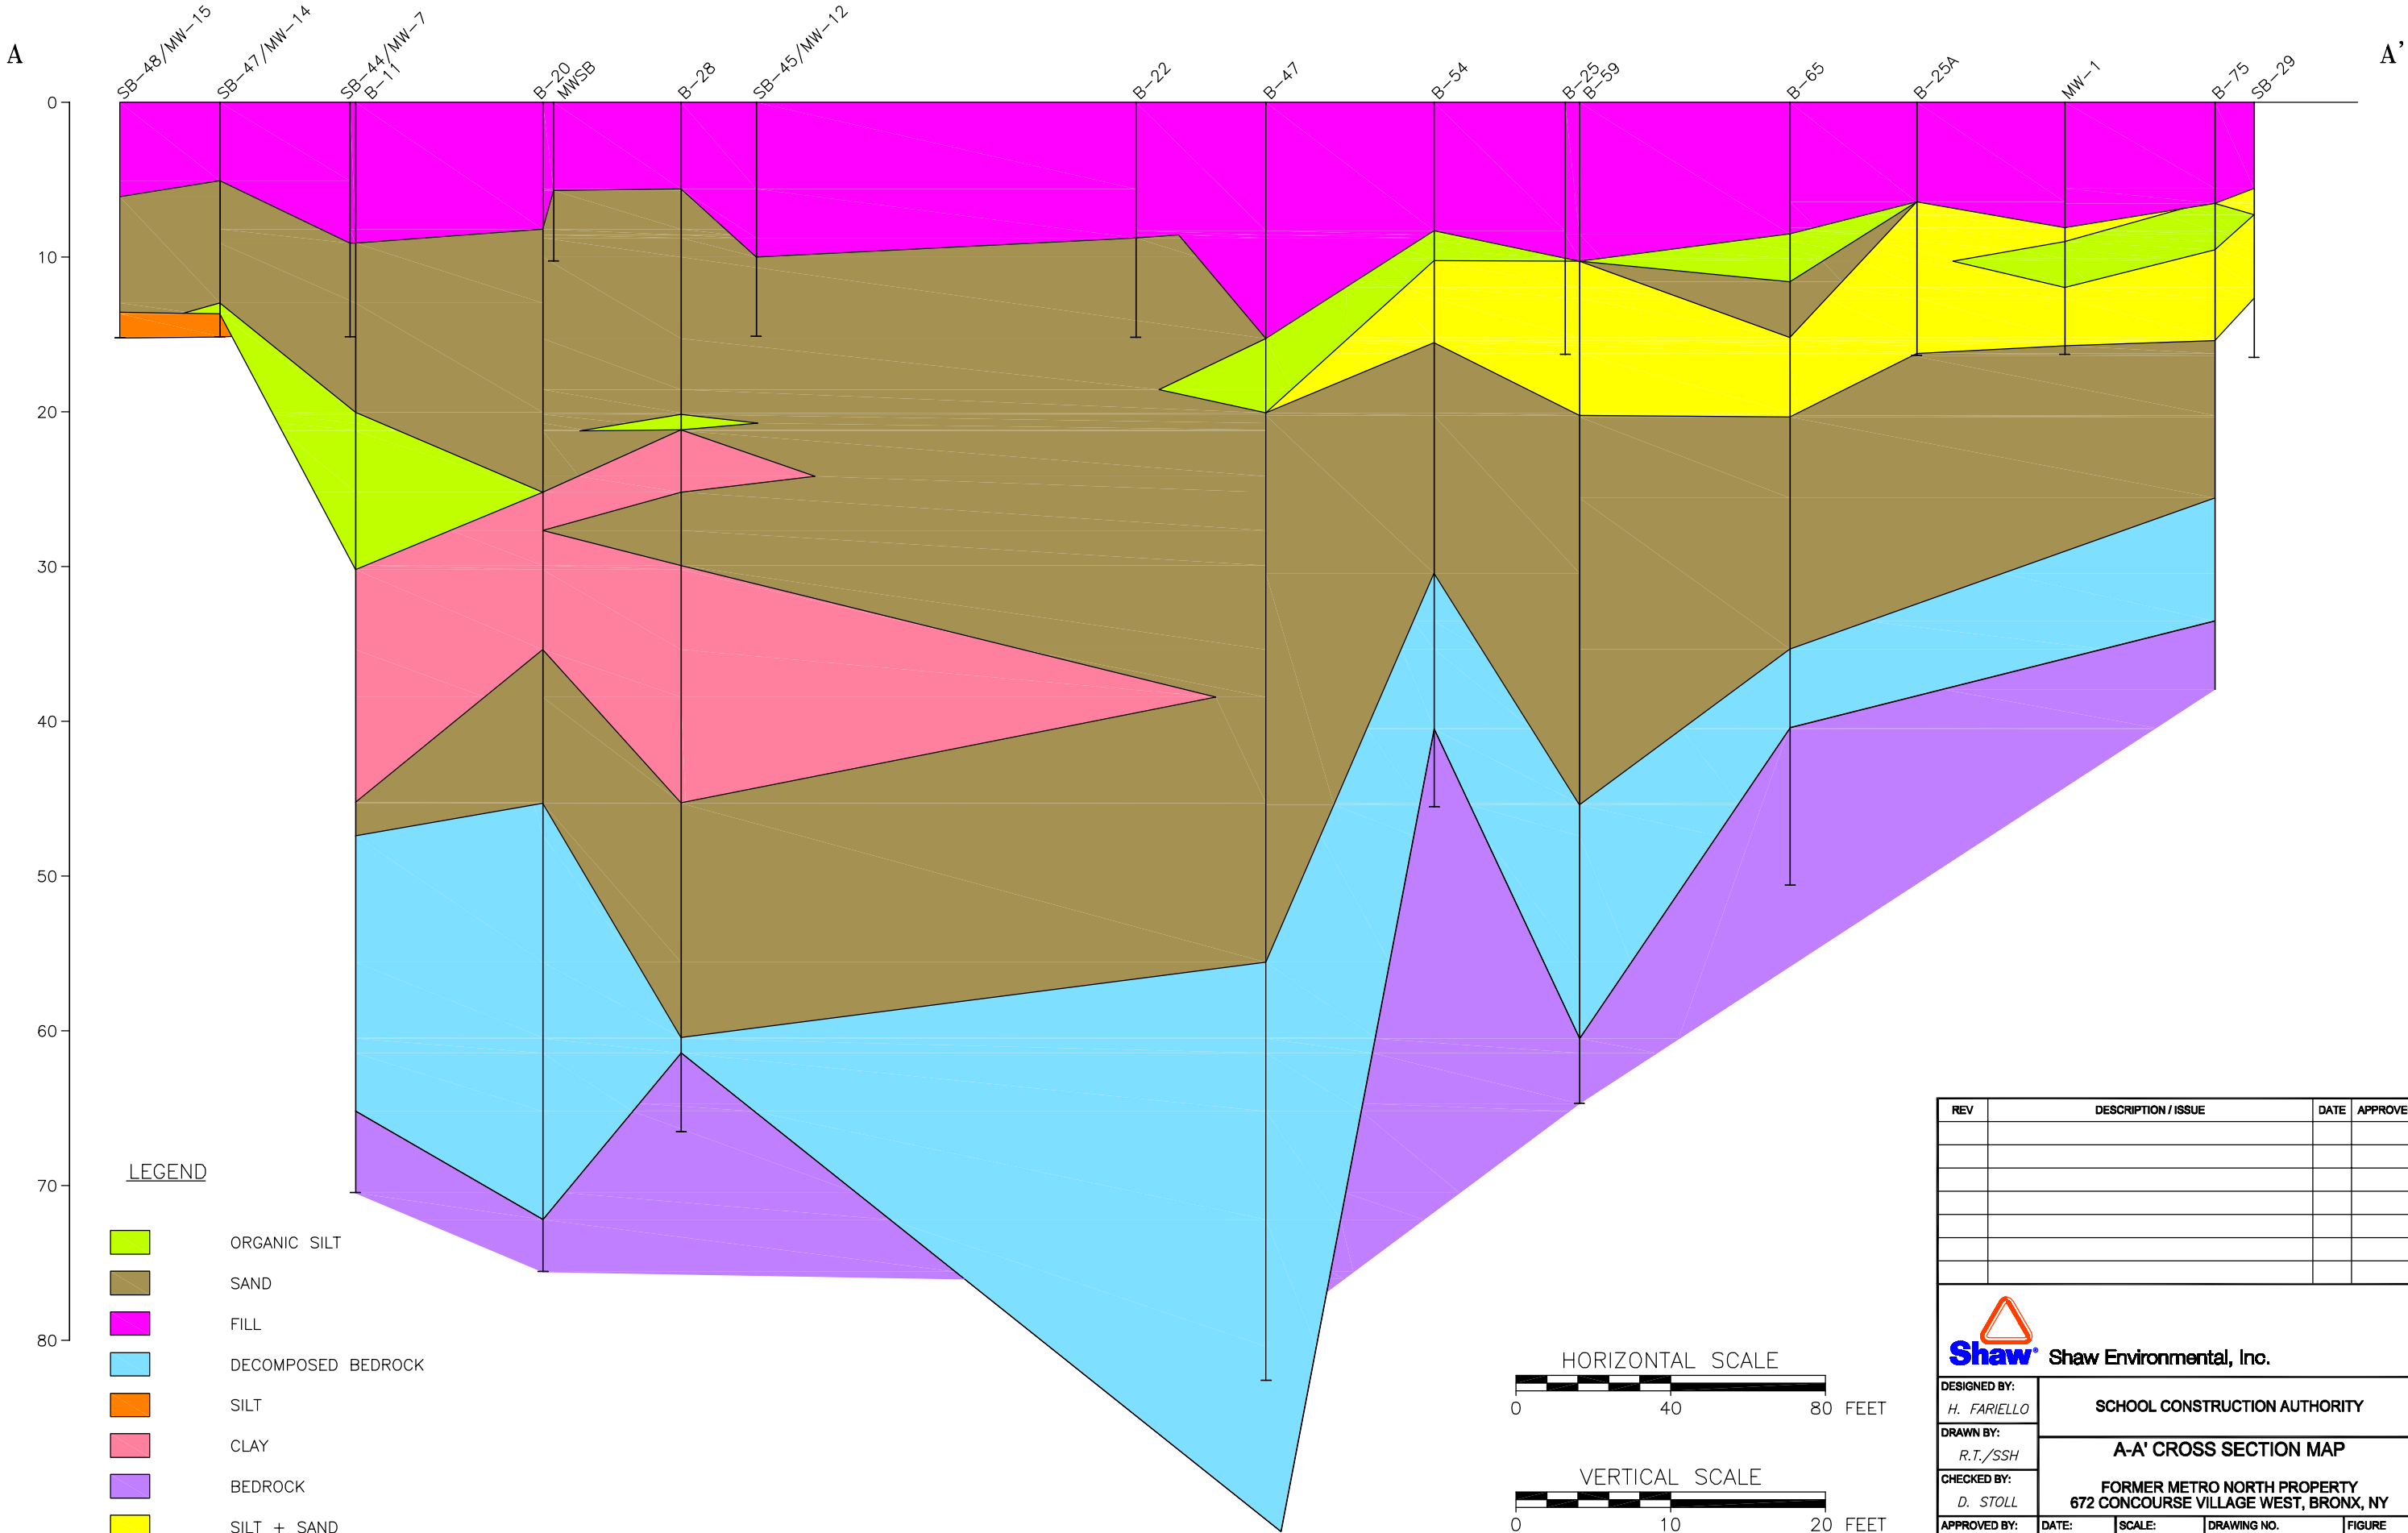 A
SB-48/MW-15
SB-47/MW-14
SB-44/MW-7
B-11
B-20
MWSB
B-28
SB-45/MW-12
B-22
B-47
B-54
B-25
B-59
B-65
B-25A
MW-1
B-75
SB-29
A'
0
10
20
30
40
50
60
70
80
LEGEND
ORGANIC SILT
SAND
FILL
DECOMPOSED BEDROCK
SILT
CLAY
BEDROCK
SILT + SAND
HORIZONTAL SCALE
0 40 80 FEET
VERTICAL SCALE
0 10 20 FEET
REV DESCRIPTION / ISSUE DATE APPROVE
Shaw® Shaw Environmental, Inc.
DESIGNED BY:
H. FARIELLO
SCHOOL CONSTRUCTION AUTHORITY
DRAWN BY:
R.T./SSH
A-A' CROSS SECTION MAP
CHECKED BY:
D. STOLL
FORMER METRO NORTH PROPERTY
672 CONCOURSE VILLAGE WEST, BRONX, NY
APPROVED BY: DATE: SCALE: DRAWING NO. FIGURE